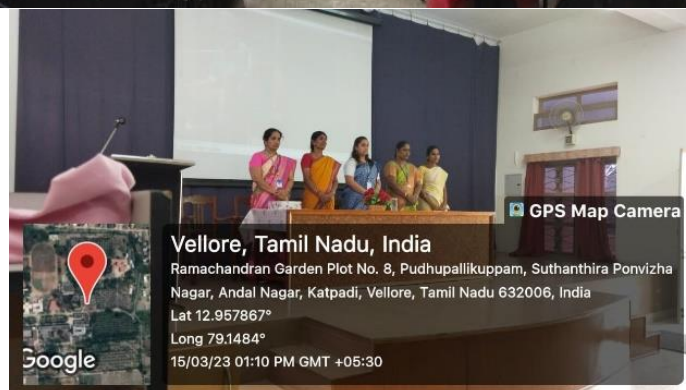 GPS Map Camera
Vellore, Tamil Nadu, India
Ramachandran Garden Plot No. 8, Pudhupallikuppam, Suthanthira Ponvizha
Nagar, Andal Nagar, Katpadi, Vellore, Tamil Nadu 632006, India
Lat 12.957867°
Long 79.1484°
15/03/23 01:10 PM GMT +05:30
Google